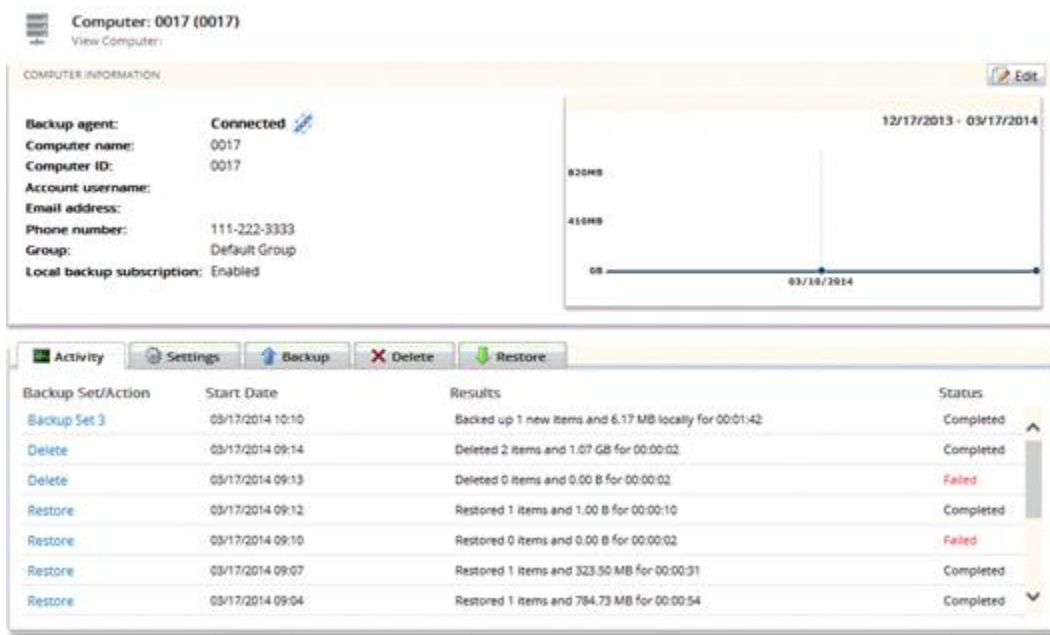 Computer: 0017 (0017)
View Computer:
COMPUTER INFORMATION
Edit
Backup agent: Connected
Computer name: 0017
Computer ID: 0017
Account username:
Email address:
Phone number: 111-222-3333
Group: Default Group
Local backup subscription: Enabled
12/17/2013 - 03/17/2014
820MB
410MB
0B
03/10/2014
Activity Settings Backup Delete Restore
Backup Set/Action Start Date Results Status
Backup Set 3 03/17/2014 10:10 Backed up 1 new items and 6.17 MB locally for 00:01:42 Completed
Delete 03/17/2014 09:14 Deleted 2 items and 1.07 GB for 00:00:02 Completed
Delete 03/17/2014 09:13 Deleted 0 items and 0.00 B for 00:00:02 Failed
Restore 03/17/2014 09:12 Restored 1 items and 1.00 B for 00:00:10 Completed
Restore 03/17/2014 09:10 Restored 0 items and 0.00 B for 00:00:02 Failed
Restore 03/17/2014 09:07 Restored 1 items and 323.50 MB for 00:00:31 Completed
Restore 03/17/2014 09:04 Restored 1 items and 784.73 MB for 00:00:54 Completed